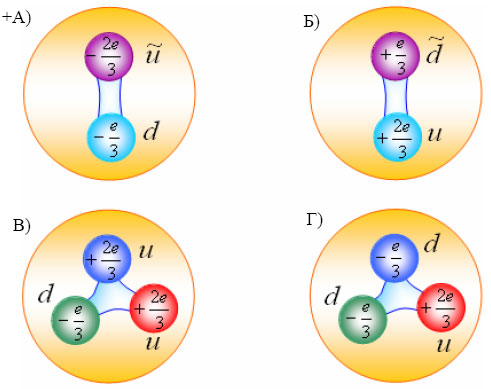 +А)
− 2e/3 ũ
− e/3 d
Б)
+ e/3 d̃
+ 2e/3 u
В)
+ 2e/3 u
d
− e/3
+ 2e/3
u
Г)
− e/3 d
d
− e/3
+ 2e/3
u